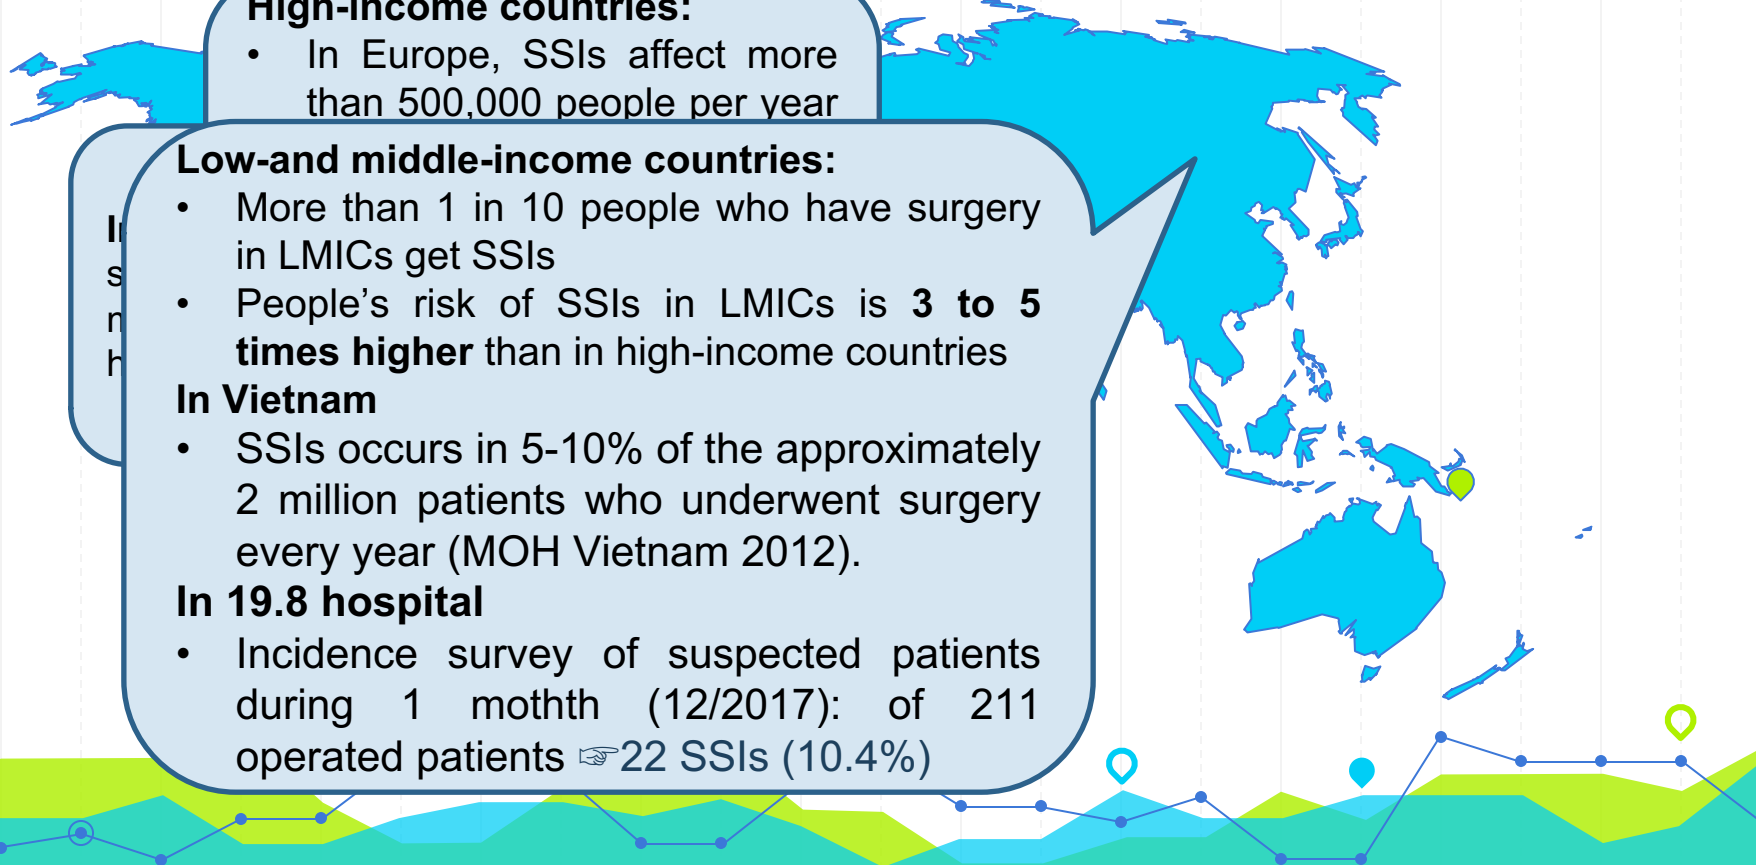 High-income countries:
• In Europe, SSIs affect more
than 500,000 people per year
Low-and middle-income countries:
• More than 1 in 10 people who have surgery
in LMICs get SSIs
• People’s risk of SSIs in LMICs is 3 to 5
times higher than in high-income countries
In Vietnam
• SSIs occurs in 5-10% of the approximately
2 million patients who underwent surgery
every year (MOH Vietnam 2012).
In 19.8 hospital
• Incidence survey of suspected patients
during 1 mothth (12/2017): of 211
operated patients ☞22 SSIs (10.4%)